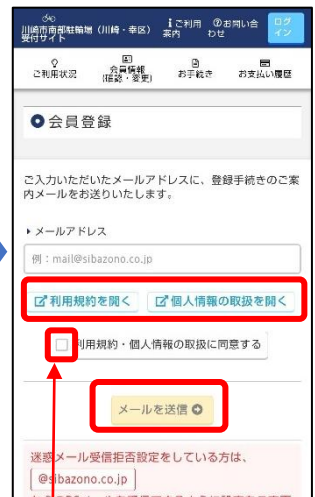 川崎市南部駐輪場（川崎・幸区） ご利用案内 お問い合わせ ログイン
受付サイト
ご利用状況 会員情報(確認・変更) お手続き お支払い履歴
会員登録
ご入力いただいたメールアドレスに、登録手続きのご案
内メールをお送りいたします。
メールアドレス
例：mail@sibazono.co.jp
利用規約を開く 個人情報の取扱を開く
利用規約・個人情報の取扱に同意する
メールを送信
迷惑メール受信拒否設定をしている方は、
@sibazono.co.jp